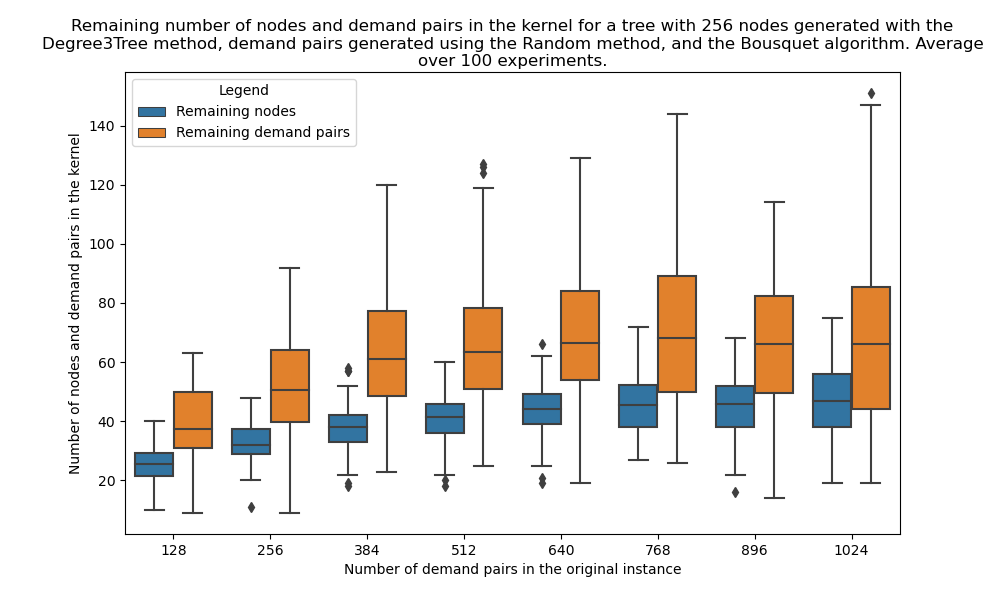 Remaining number of nodes and demand pairs in the kernel for a tree with 256 nodes generated with the
Degree3Tree method, demand pairs generated using the Random method, and the Bousquet algorithm. Average
over 100 experiments.
Legend
Remaining nodes
Remaining demand pairs
Number of nodes and demand pairs in the kernel
140
120
100
80
60
40
20
128 256 384 512 640 768 896 1024
Number of demand pairs in the original instance